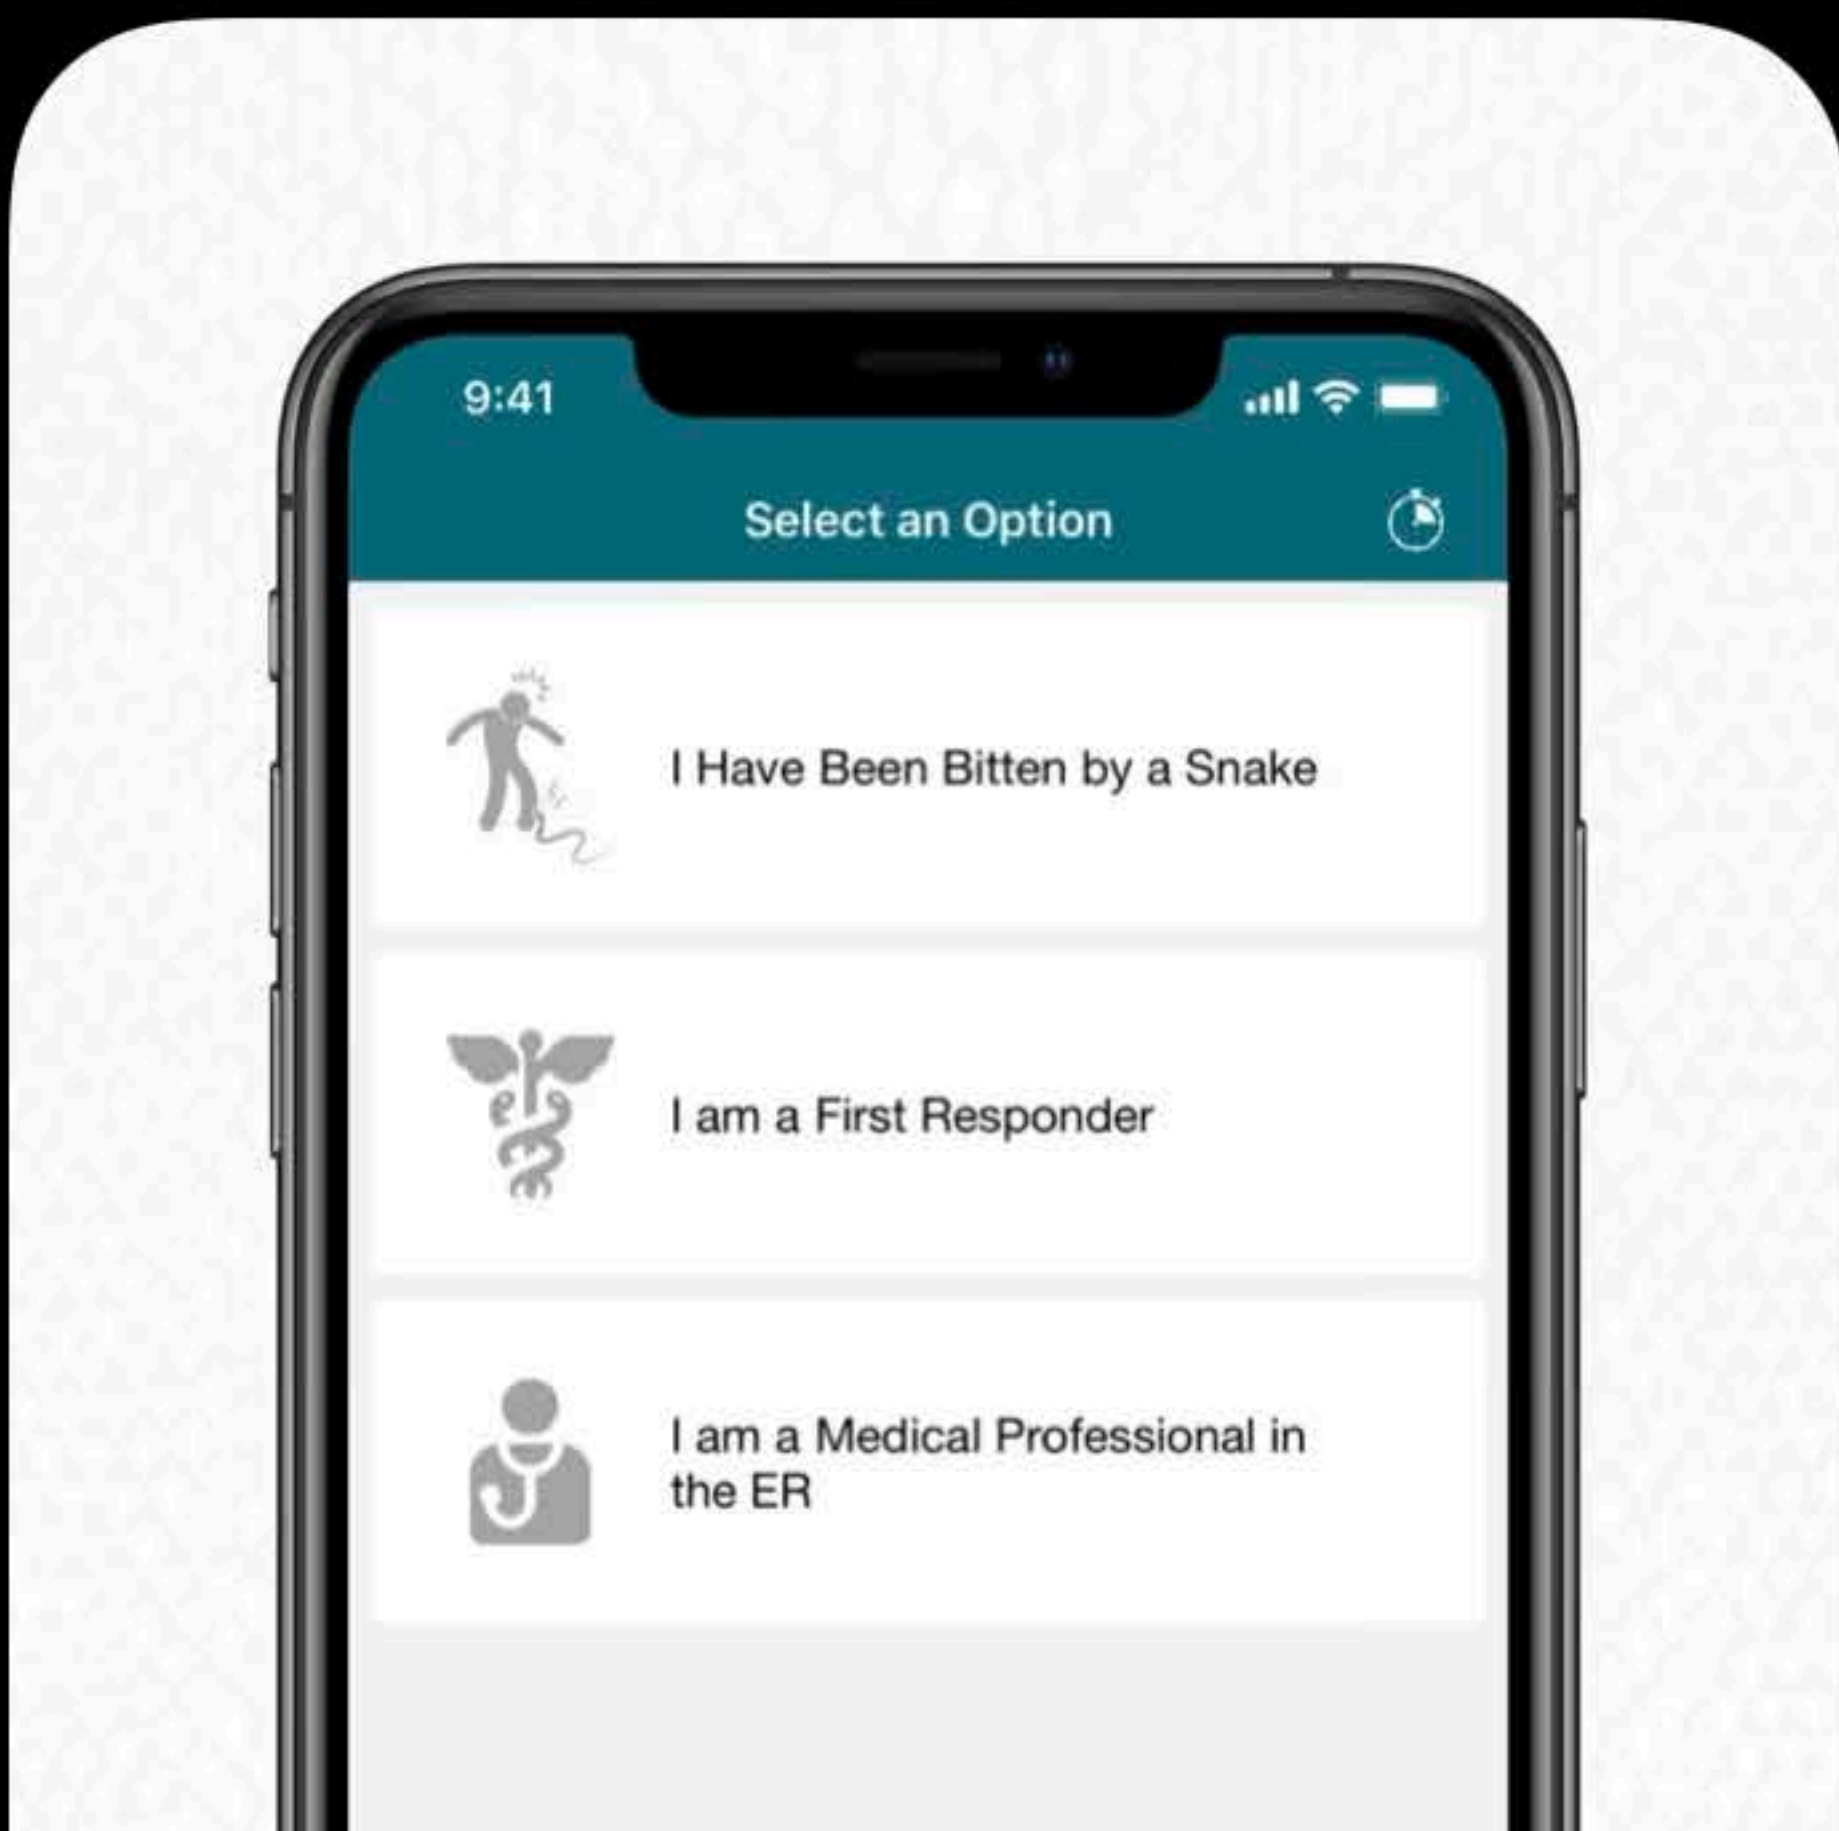 9:41
Select an Option
I Have Been Bitten by a Snake
I am a First Responder
I am a Medical Professional in
the ER